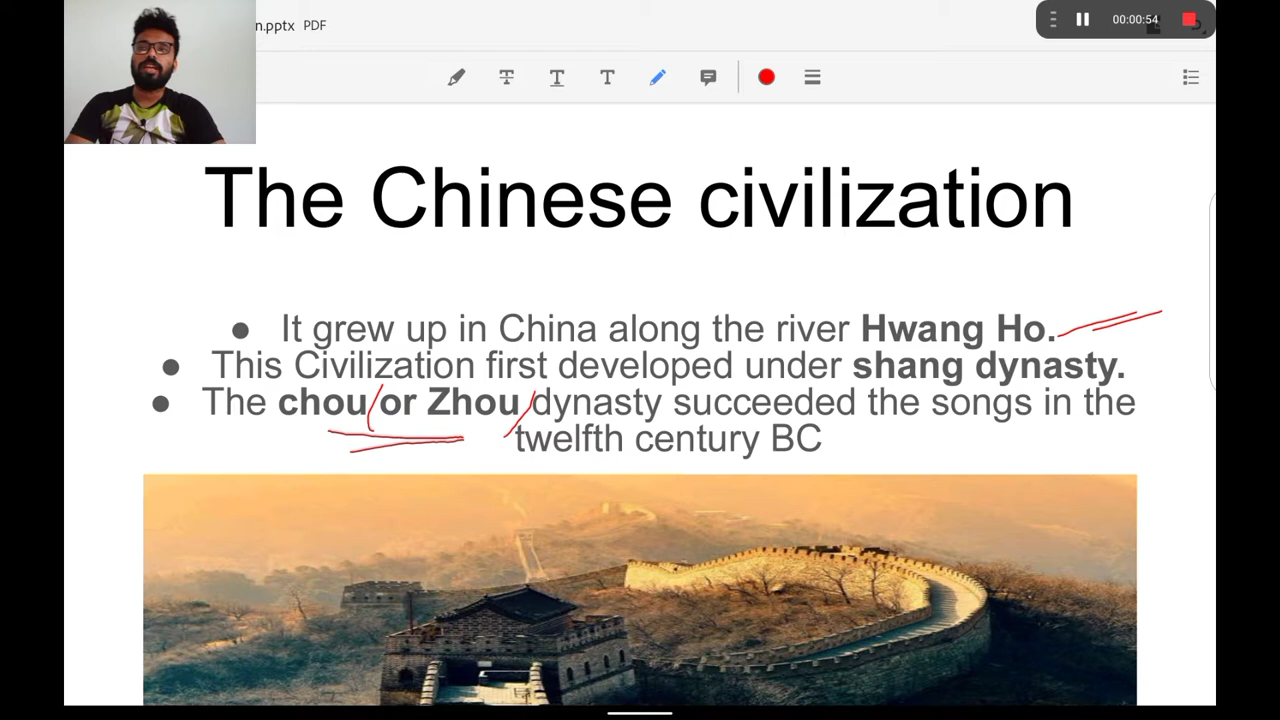 n.pptx PDF
00:00:54
The Chinese civilization
● It grew up in China along the river Hwang Ho.
● This Civilization first developed under shang dynasty.
● The chou or Zhou dynasty succeeded the songs in the
twelfth century BC